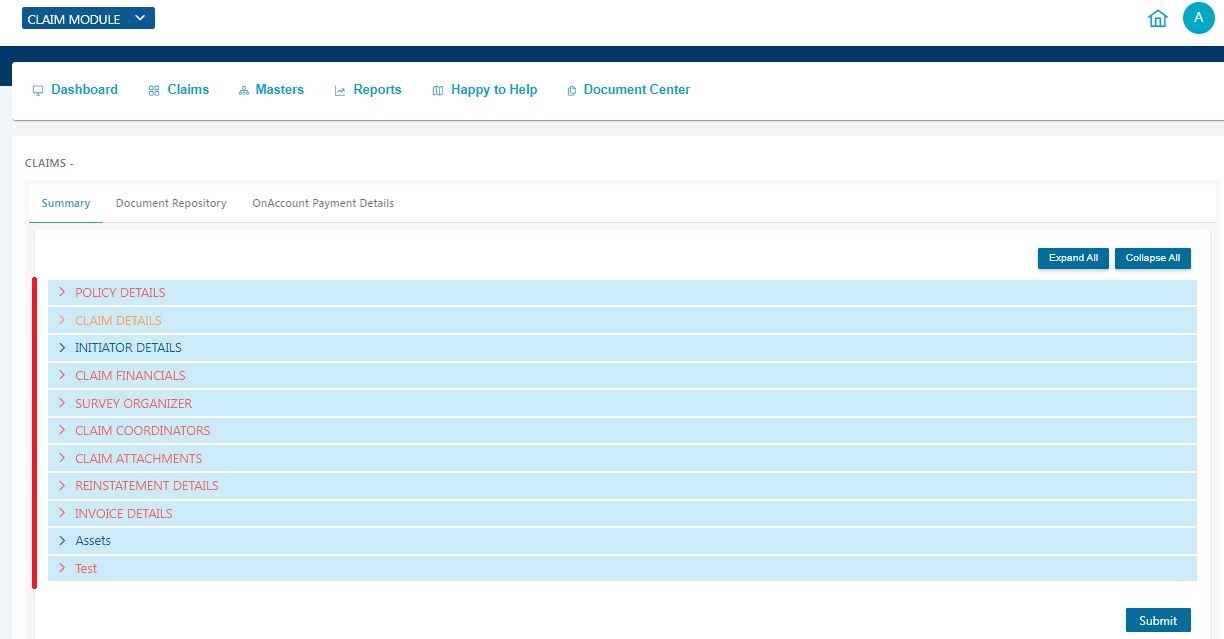 CLAIM MODULE
A
Dashboard Claims Masters Reports Happy to Help Document Center
CLAIMS -
Summary Document Repository OnAccount Payment Details
Expand All Collapse All
POLICY DETAILS
CLAIM DETAILS
INITIATOR DETAILS
CLAIM FINANCIALS
SURVEY ORGANIZER
CLAIM COORDINATORS
CLAIM ATTACHMENTS
REINSTATEMENT DETAILS
INVOICE DETAILS
Assets
Test
Submit